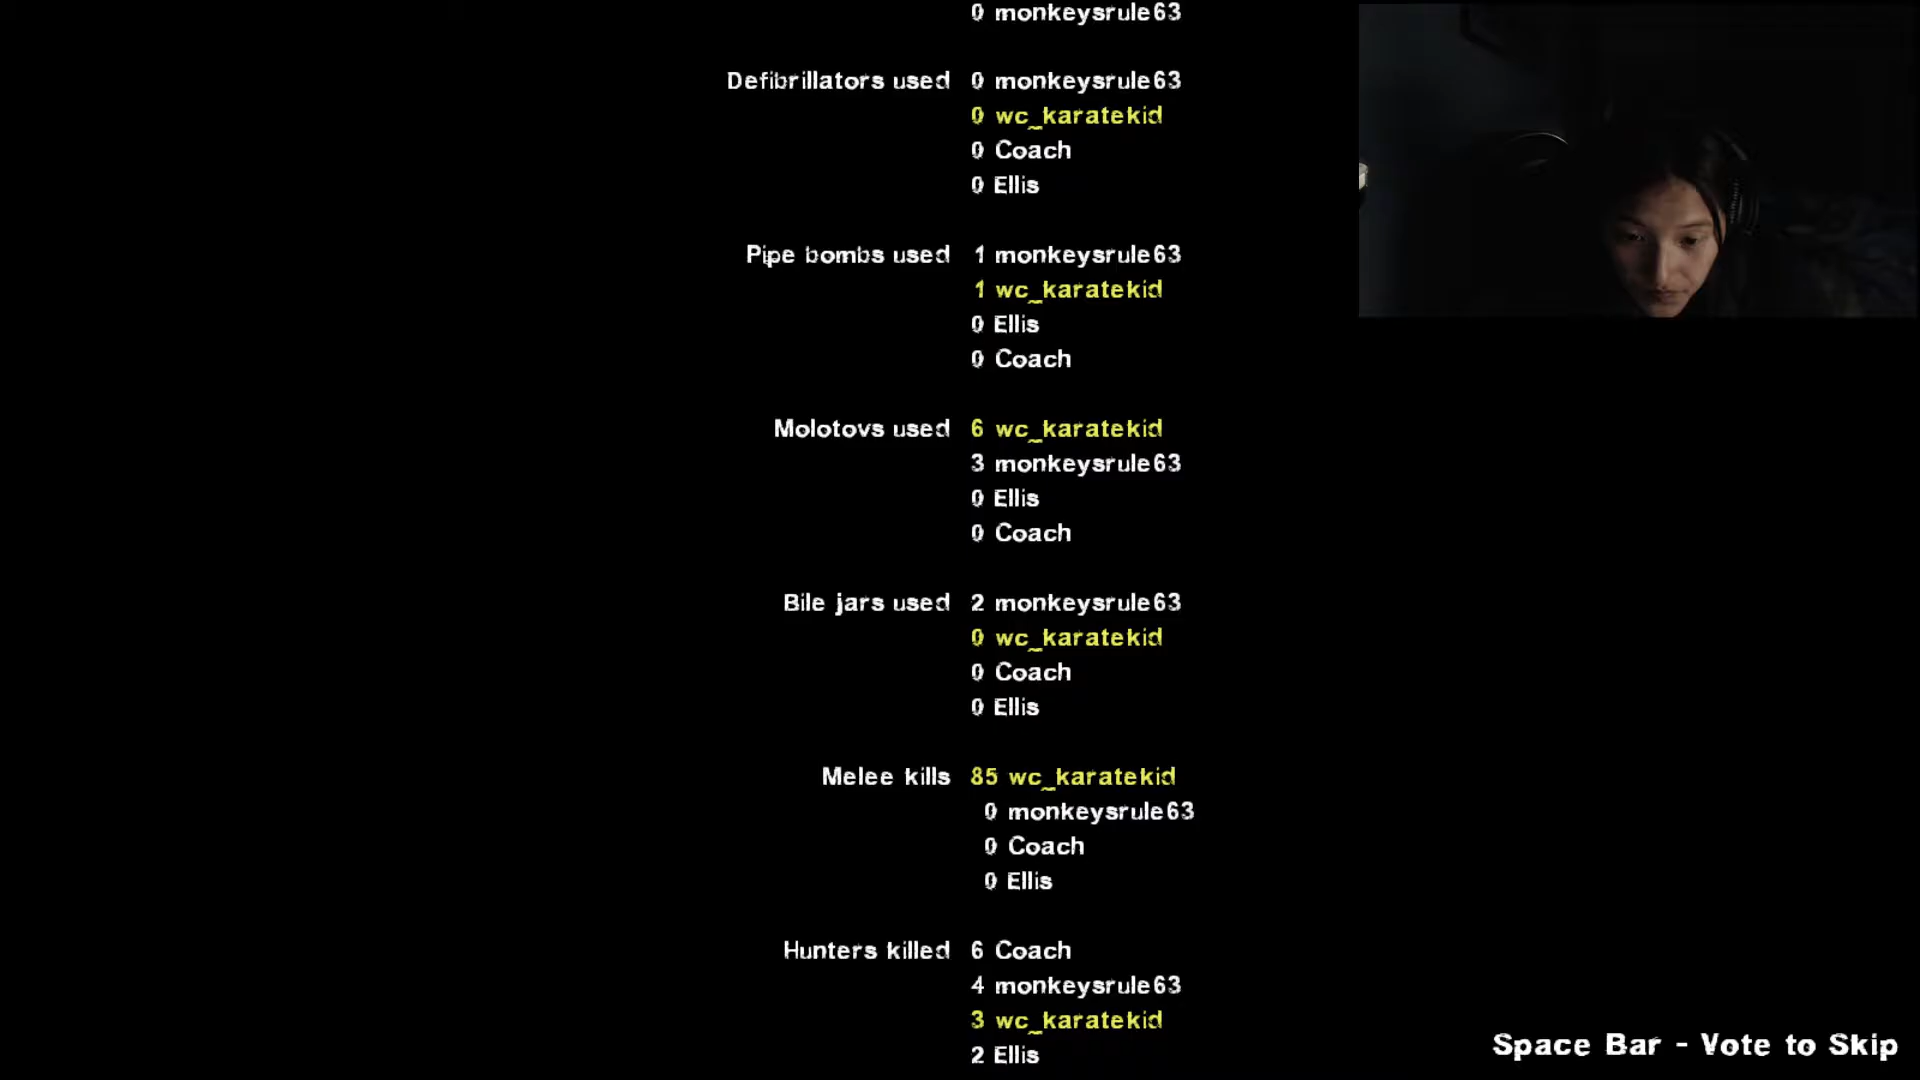 0 monkeysrule63
Defibrillators used 0 monkeysrule63
0 wc_karatekid
0 Coach
0 Ellis
Pipe bombs used 1 monkeysrule63
1 wc_karatekid
0 Ellis
0 Coach
Molotovs used 6 wc_karatekid
3 monkeysrule63
0 Ellis
0 Coach
Bile jars used 2 monkeysrule63
0 wc_karatekid
0 Coach
0 Ellis
Melee kills 85 wc_karatekid
0 monkeysrule63
0 Coach
0 Ellis
Hunters killed 6 Coach
4 monkeysrule63
3 wc_karatekid
2 Ellis
Space Bar - Vote to Skip